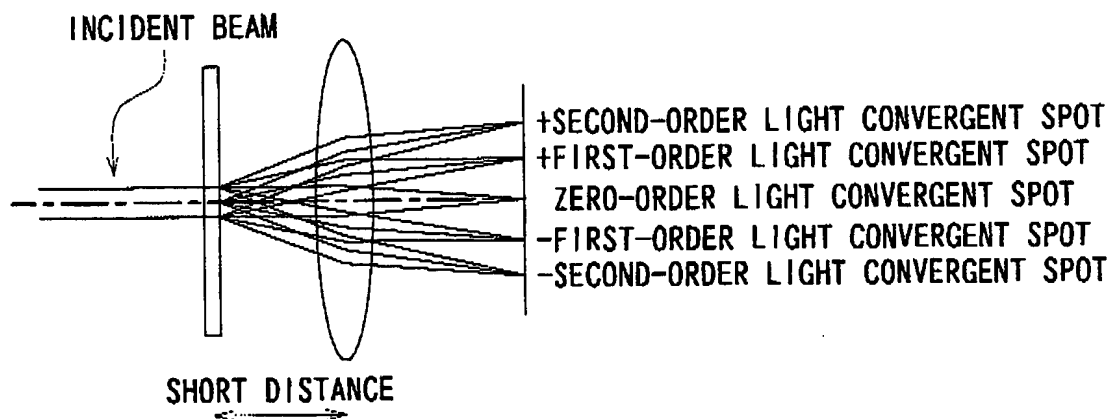 INCIDENT BEAM
+SECOND-ORDER LIGHT CONVERGENT SPOT
+FIRST-ORDER LIGHT CONVERGENT SPOT
ZERO-ORDER LIGHT CONVERGENT SPOT
-FIRST-ORDER LIGHT CONVERGENT SPOT
-SECOND-ORDER LIGHT CONVERGENT SPOT
SHORT DISTANCE